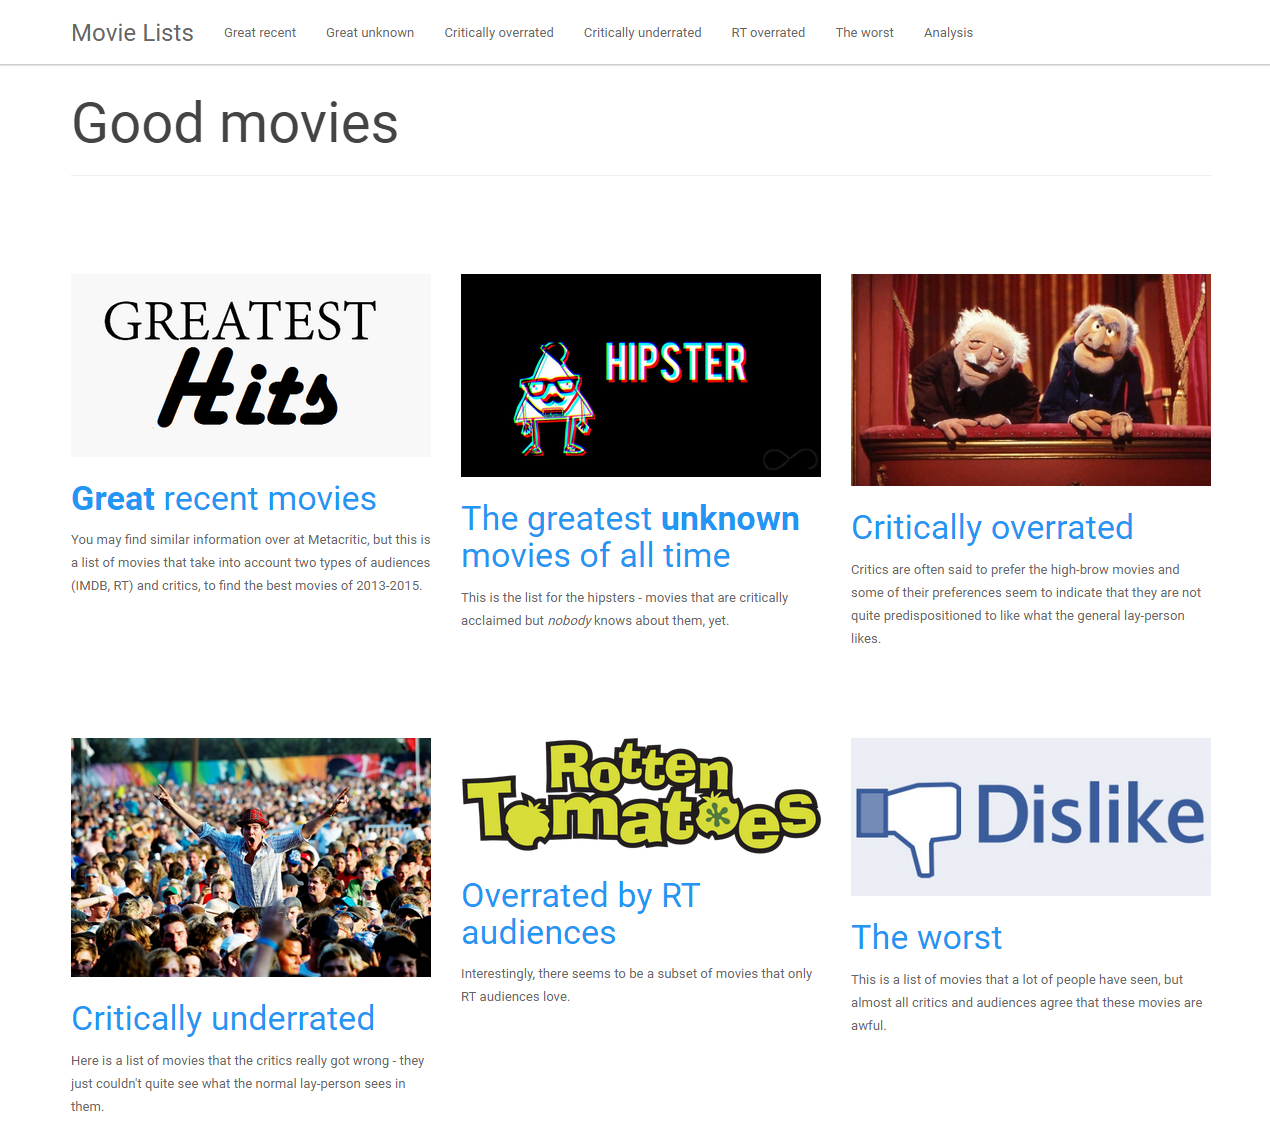 Movie Lists
Great recent
Great unknown
Critically overrated
Critically underrated
RT overrated
The worst
Analysis
Good movies
GREATEST
Hits
Great recent movies
You may find similar information over at Metacritic, but this is
a list of movies that take into account two types of audiences
(IMDB, RT) and critics, to find the best movies of 2013-2015.
HIPSTER
The greatest unknown
movies of all time
This is the list for the hipsters - movies that are critically
acclaimed but nobody knows about them, yet.
Critically overrated
Critics are often said to prefer the high-brow movies and
some of their preferences seem to indicate that they are not
quite predispositioned to like what the general lay-person
likes.
Critically underrated
Here is a list of movies that the critics really got wrong - they
just couldn't quite see what the normal lay-person sees in
them.
Rotten
Tomatoes
Overrated by RT
audiences
Interestingly, there seems to be a subset of movies that only
RT audiences love.
Dislike
The worst
This is a list of movies that a lot of people have seen, but
almost all critics and audiences agree that these movies are
awful.